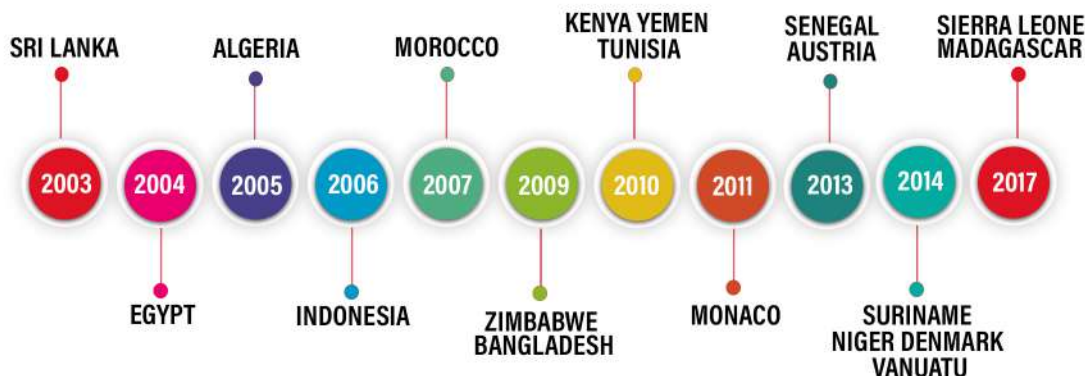 SRI LANKA
ALGERIA
MOROCCO
KENYA YEMEN
TUNISIA
SENEGAL
AUSTRIA
SIERRA LEONE
MADAGASCAR
2003
2004
2005
2006
2007
2009
2010
2011
2013
2014
2017
EGYPT
INDONESIA
ZIMBABWE
BANGLADESH
MONACO
SURINAME
NIGER DENMARK
VANUATU